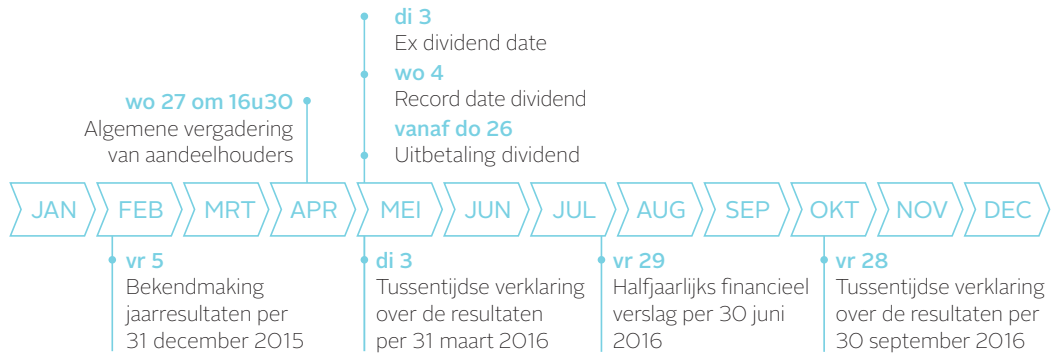 di 3
Ex dividend date
wo 4
Record date dividend
vanaf do 26
Uitbetaling dividend
wo 27 om 16u30
Algemene vergadering
van aandeelhouders
JAN FEB MRT APR MEI JUN JUL AUG SEP OKT NOV DEC
vr 5
Bekendmaking
jaarresultaten per
31 december 2015
di 3
Tussentijdse verklaring
over de resultaten
per 31 maart 2016
vr 29
Halfjaarlijks financieel
verslag per 30 juni
2016
vr 28
Tussentijdse verklaring
over de resultaten per
30 september 2016